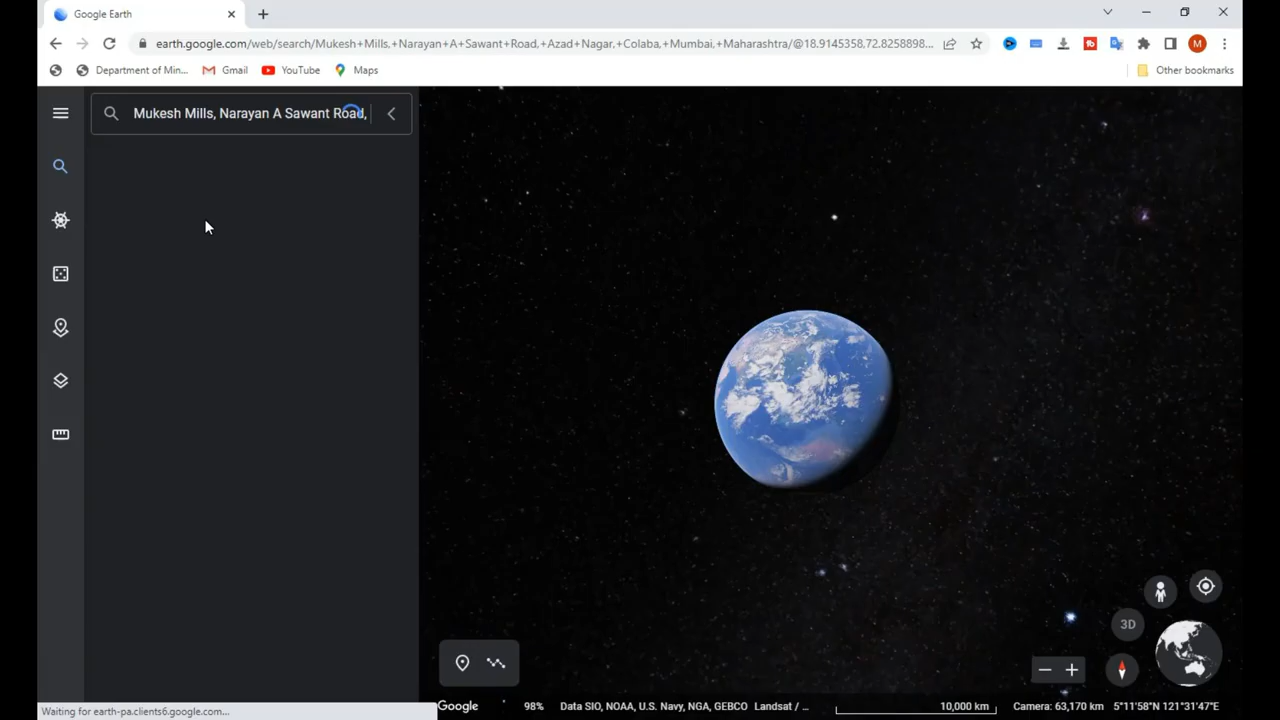 Google Earth
earth.google.com/web/search/Mukesh+Mills,+Narayan+A+Sawant+Road,+Azad+Nagar,+Colaba,+Mumbai,+Maharashtra/@18.9145358,72.8258898...
M
Department of Min... Gmail YouTube Maps Other bookmarks
Mukesh Mills, Narayan A Sawant Road,
3D
Waiting for earth-pa.clients6.google.com...
Google 98% Data SIO, NOAA, U.S. Navy, NGA, GEBCO Landsat / ... 10,000 km Camera: 63,170 km 5°11'58"N 121°31'47"E